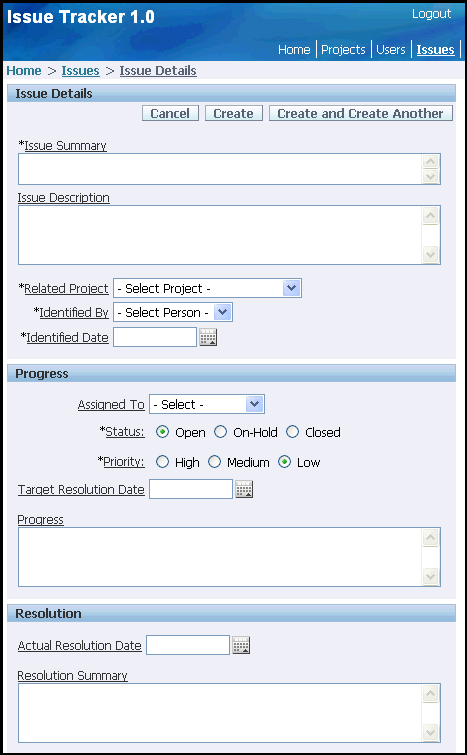 Issue Tracker 1.0
Logout
Home Projects Users Issues
Home > Issues > Issue Details
Issue Details
Cancel Create Create and Create Another
*Issue Summary
Issue Description
*Related Project - Select Project -
*Identified By - Select Person -
*Identified Date
Progress
Assigned To - Select -
*Status: Open On-Hold Closed
*Priority: High Medium Low
Target Resolution Date
Progress
Resolution
Actual Resolution Date
Resolution Summary